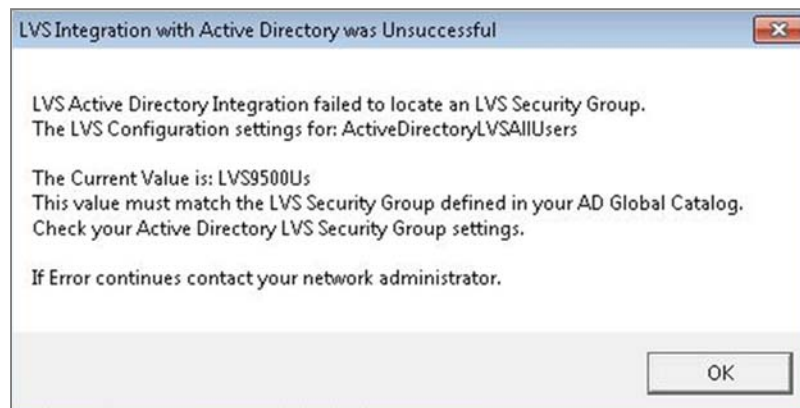 LVS Integration with Active Directory was Unsuccessful
LVS Active Directory Integration failed to locate an LVS Security Group.
The LVS Configuration settings for: ActiveDirectoryLVSAllUsers
The Current Value is: LVS9500Us
This value must match the LVS Security Group defined in your AD Global Catalog.
Check your Active Directory LVS Security Group settings.
If Error continues contact your network administrator.
OK